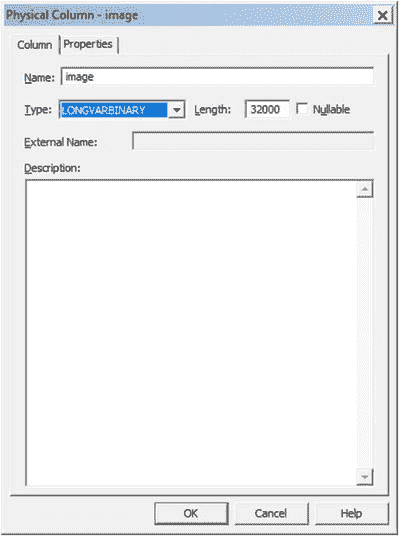 Physical Column - image
Column Properties
Name: image
Type: LONGVARBINARY Length: 32000 Nullable
External Name:
Description:
OK Cancel Help